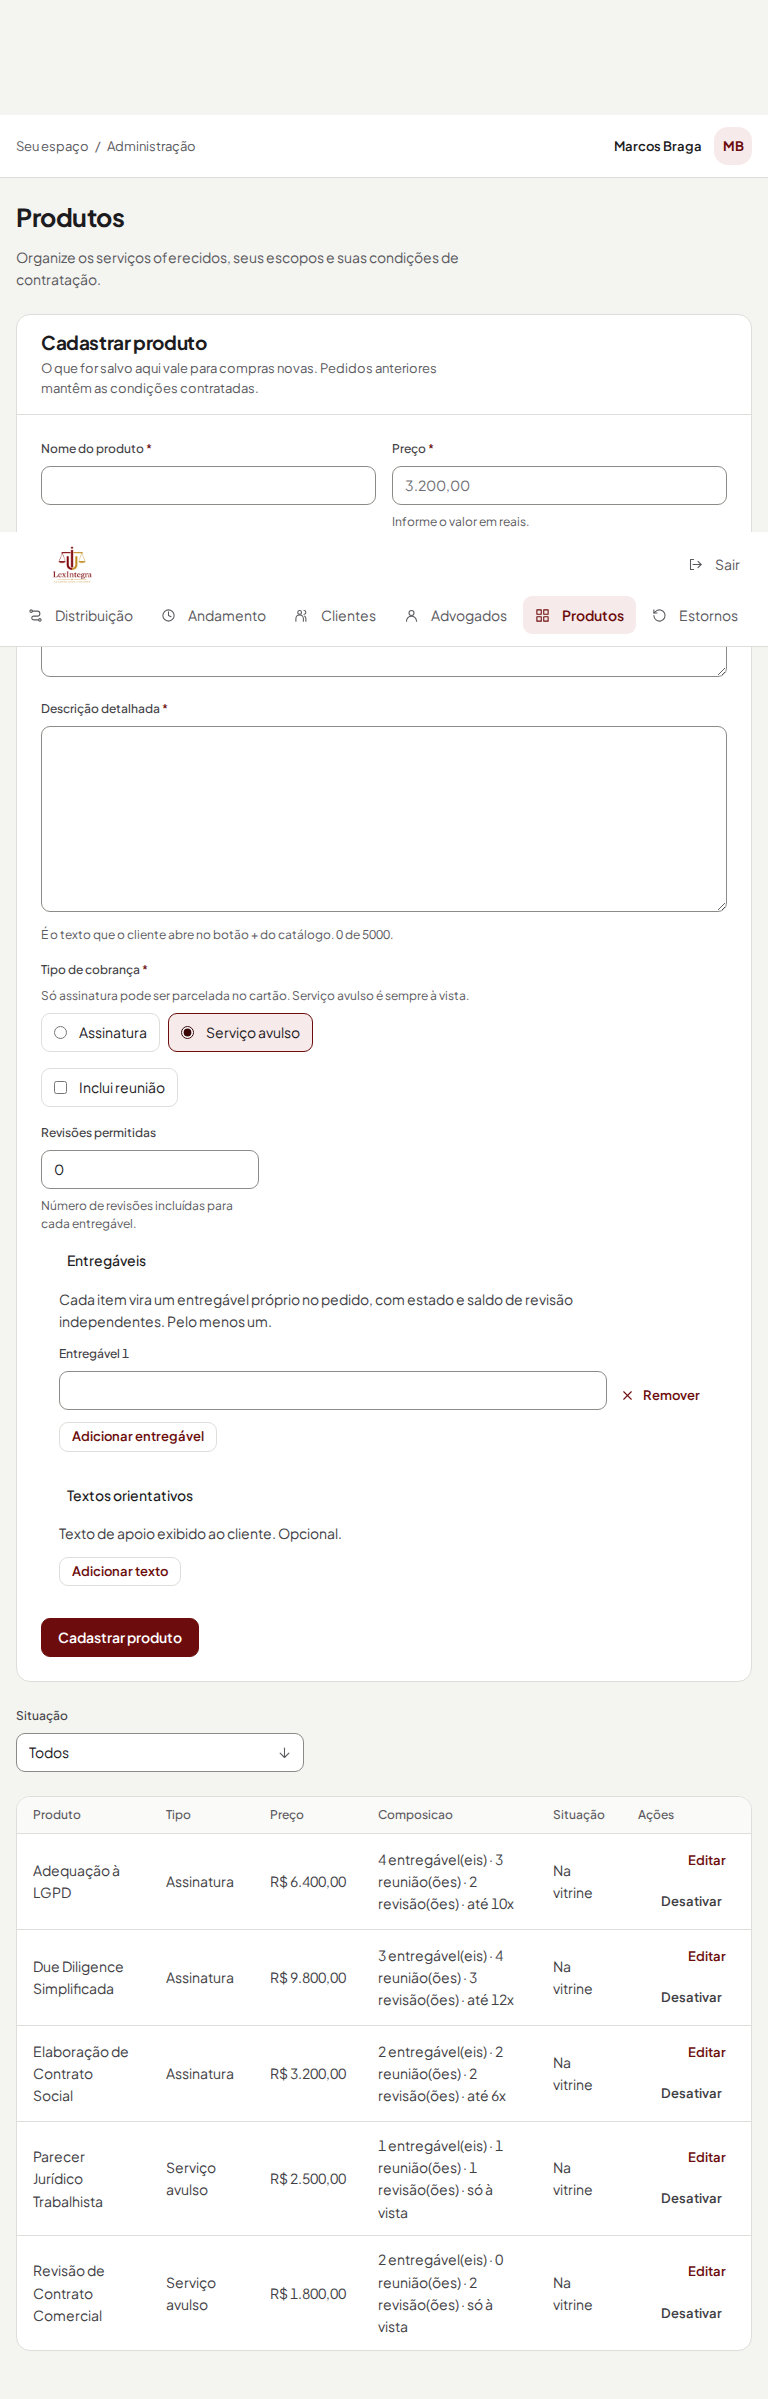 Seu espaço / Administração
Marcos Braga
MB
Produtos
Organize os serviços oferecidos, seus escopos e suas condições de
contratação.
Cadastrar produto
O que for salvo aqui vale para compras novas. Pedidos anteriores
mantêm as condições contratadas.
Nome do produto *
Preço *
3.200,00
Informe o valor em reais.
LexIntegra
Sair
Distribuição
Andamento
Clientes
Advogados
Produtos
Estornos
Descrição detalhada *
É o texto que o cliente abre no botão + do catálogo. 0 de 5000.
Tipo de cobrança *
Só assinatura pode ser parcelada no cartão. Serviço avulso é sempre à vista.
Assinatura
Serviço avulso
Inclui reunião
Revisões permitidas
0
Número de revisões incluídas para
cada entregável.
Entregáveis
Cada item vira um entregável próprio no pedido, com estado e saldo de revisão
independentes. Pelo menos um.
Entregável 1
Remover
Adicionar entregável
Textos orientativos
Texto de apoio exibido ao cliente. Opcional.
Adicionar texto
Cadastrar produto
Situação
Todos
Produto
Tipo
Preço
Composicao
Situação
Ações
Adequação à
LGPD
Assinatura
R$ 6.400,00
4 entregável(eis) · 3
reunião(ões) · 2
revisão(ões) · até 10x
Na
vitrine
Editar
Desativar
Due Diligence
Simplificada
Assinatura
R$ 9.800,00
3 entregável(eis) · 4
reunião(ões) · 3
revisão(ões) · até 12x
Na
vitrine
Editar
Desativar
Elaboração de
Contrato
Social
Assinatura
R$ 3.200,00
2 entregável(eis) · 2
reunião(ões) · 2
revisão(ões) · até 6x
Na
vitrine
Editar
Desativar
Parecer
Jurídico
Trabalhista
Serviço
avulso
R$ 2.500,00
1 entregável(eis) · 1
reunião(ões) · 1
revisão(ões) · só à
vista
Na
vitrine
Editar
Desativar
Revisão de
Contrato
Comercial
Serviço
avulso
R$ 1.800,00
2 entregável(eis) · 0
reunião(ões) · 2
revisão(ões) · só à
vista
Na
vitrine
Editar
Desativar